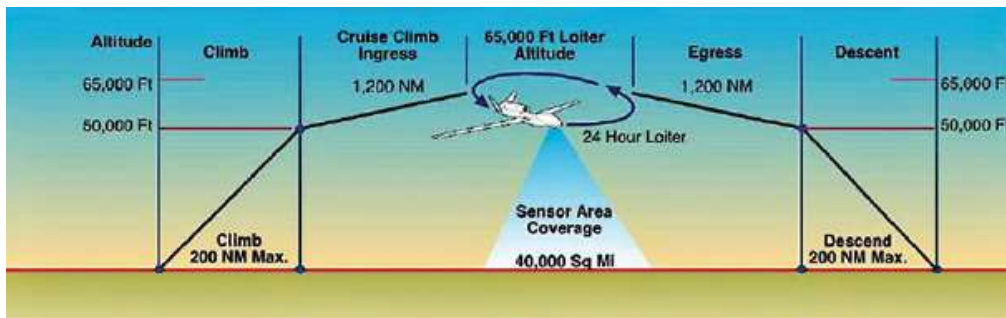 Altitude
Climb
Cruise Climb
Ingress
65,000 Ft Loiter
Altitude
Egress
Descent
65,000 Ft
1,200 NM
1,200 NM
65,000 F
50,000 Ft
24 Hour Loiter
50,000 F
Sensor Area
Coverage
Climb
200 NM Max.
40,000 Sq Mi
Descend
200 NM Max.